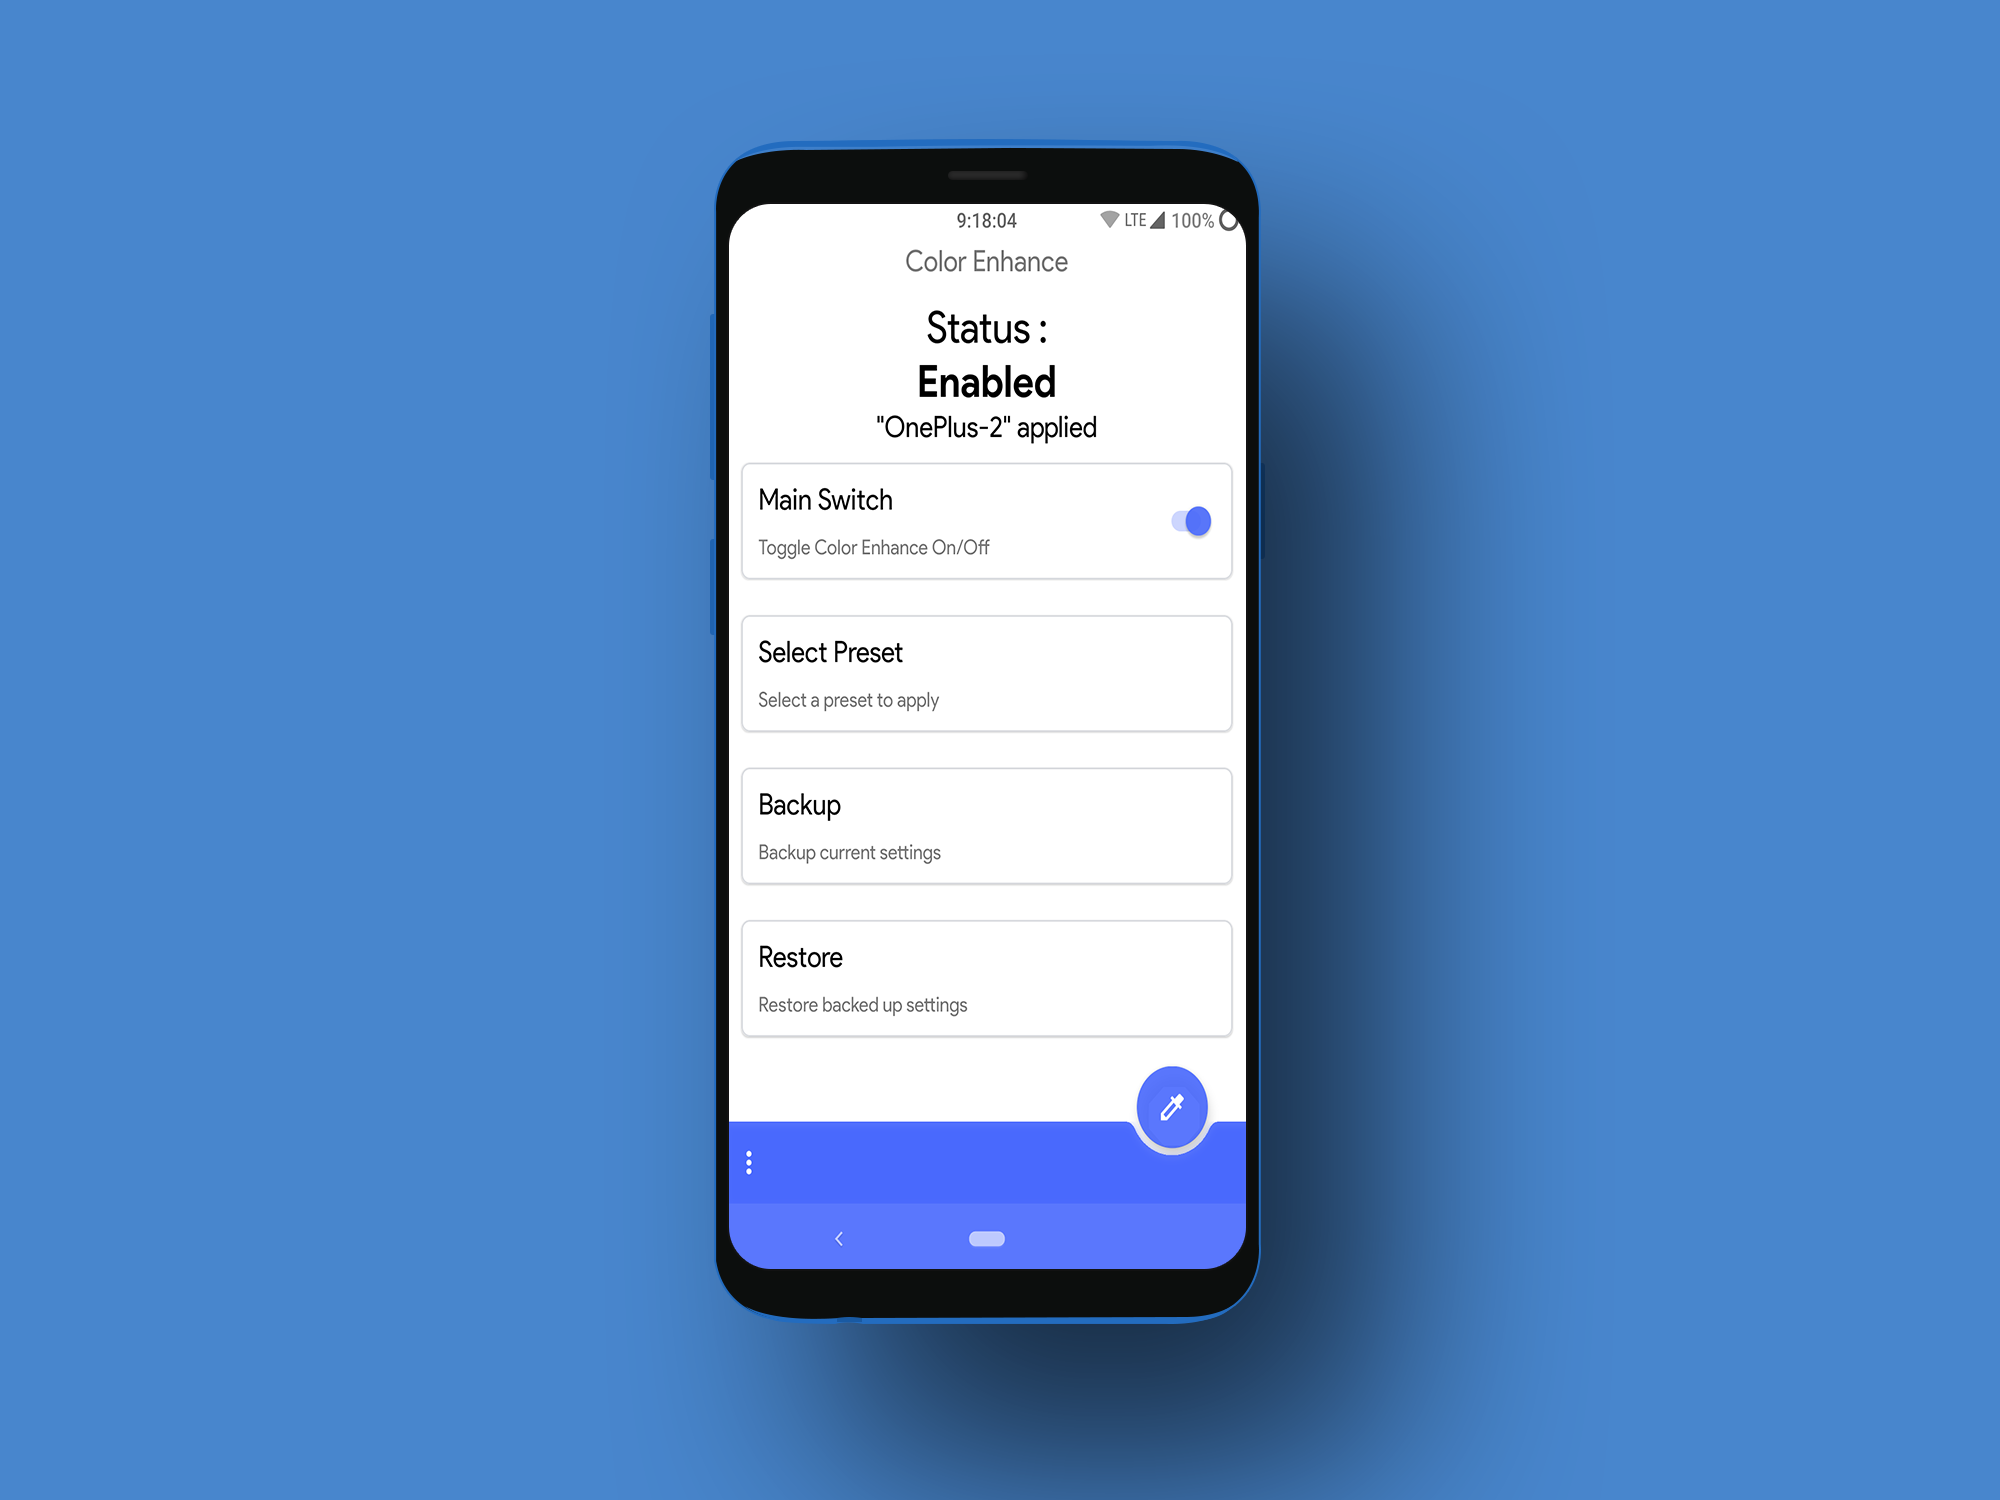 9:18:04 LTE 100%
Color Enhance
Status :
Enabled
"OnePlus-2" applied
Main Switch
Toggle Color Enhance On/Off
Select Preset
Select a preset to apply
Backup
Backup current settings
Restore
Restore backed up settings